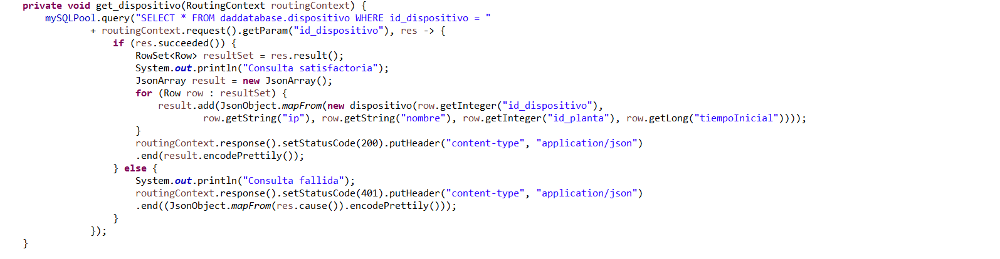 private void get_dispositivo(RoutingContext routingContext) {
mySQLPool.query("SELECT * FROM daddatabase.dispositivo WHERE id_dispositivo = "
+ routingContext.request().getParam("id_dispositivo"), res -> {
if (res.succeeded()) {
RowSet<Row> resultSet = res.result();
System.out.println("Consulta satisfactoria");
JsonArray result = new JsonArray();
for (Row row : resultSet) {
result.add(JsonObject.mapFrom(new dispositivo(row.getInteger("id_dispositivo"),
row.getString("ip"), row.getString("nombre"), row.getInteger("id_planta"), row.getLong("tiempoInicial"))));
}
routingContext.response().setStatusCode(200).putHeader("content-type", "application/json")
.end(result.encodePrettily());
} else {
System.out.println("Consulta fallida");
routingContext.response().setStatusCode(401).putHeader("content-type", "application/json")
.end((JsonObject.mapFrom(res.cause()).encodePrettily()));
}
});
}